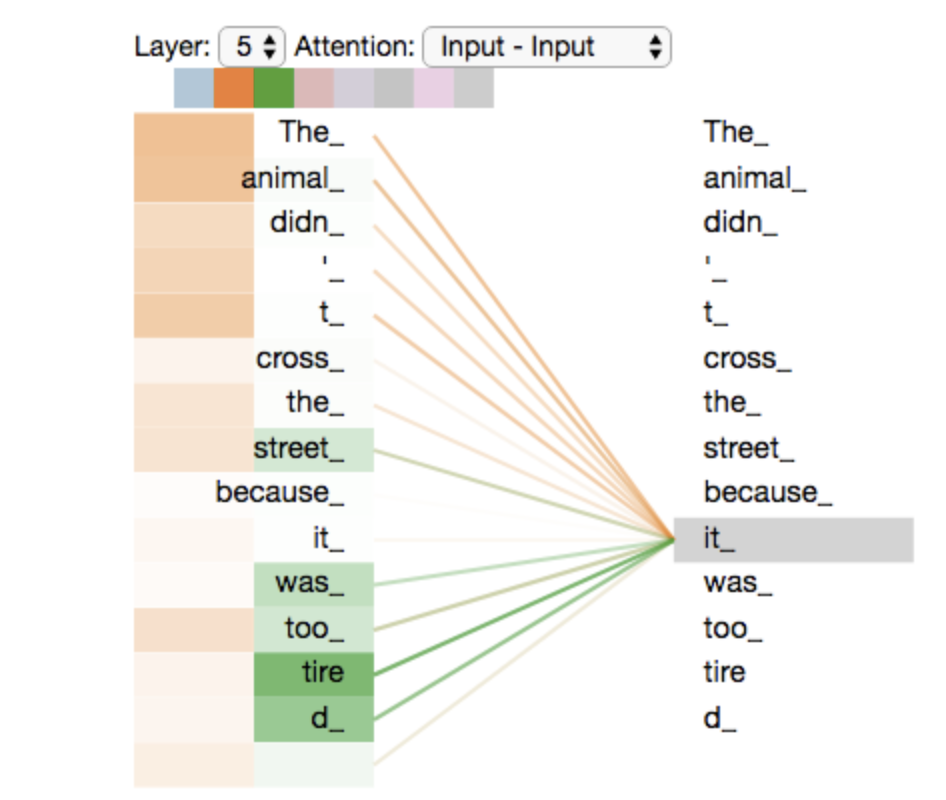 Layer: 5 Attention: Input - Input
The_ The_
animal_ animal_
didn_ didn_
'_ '_
t_ t_
cross_ cross_
the_ the_
street_ street_
because_ because_
it_ it_
was_ was_
too_ too_
tire tire
d_ d_